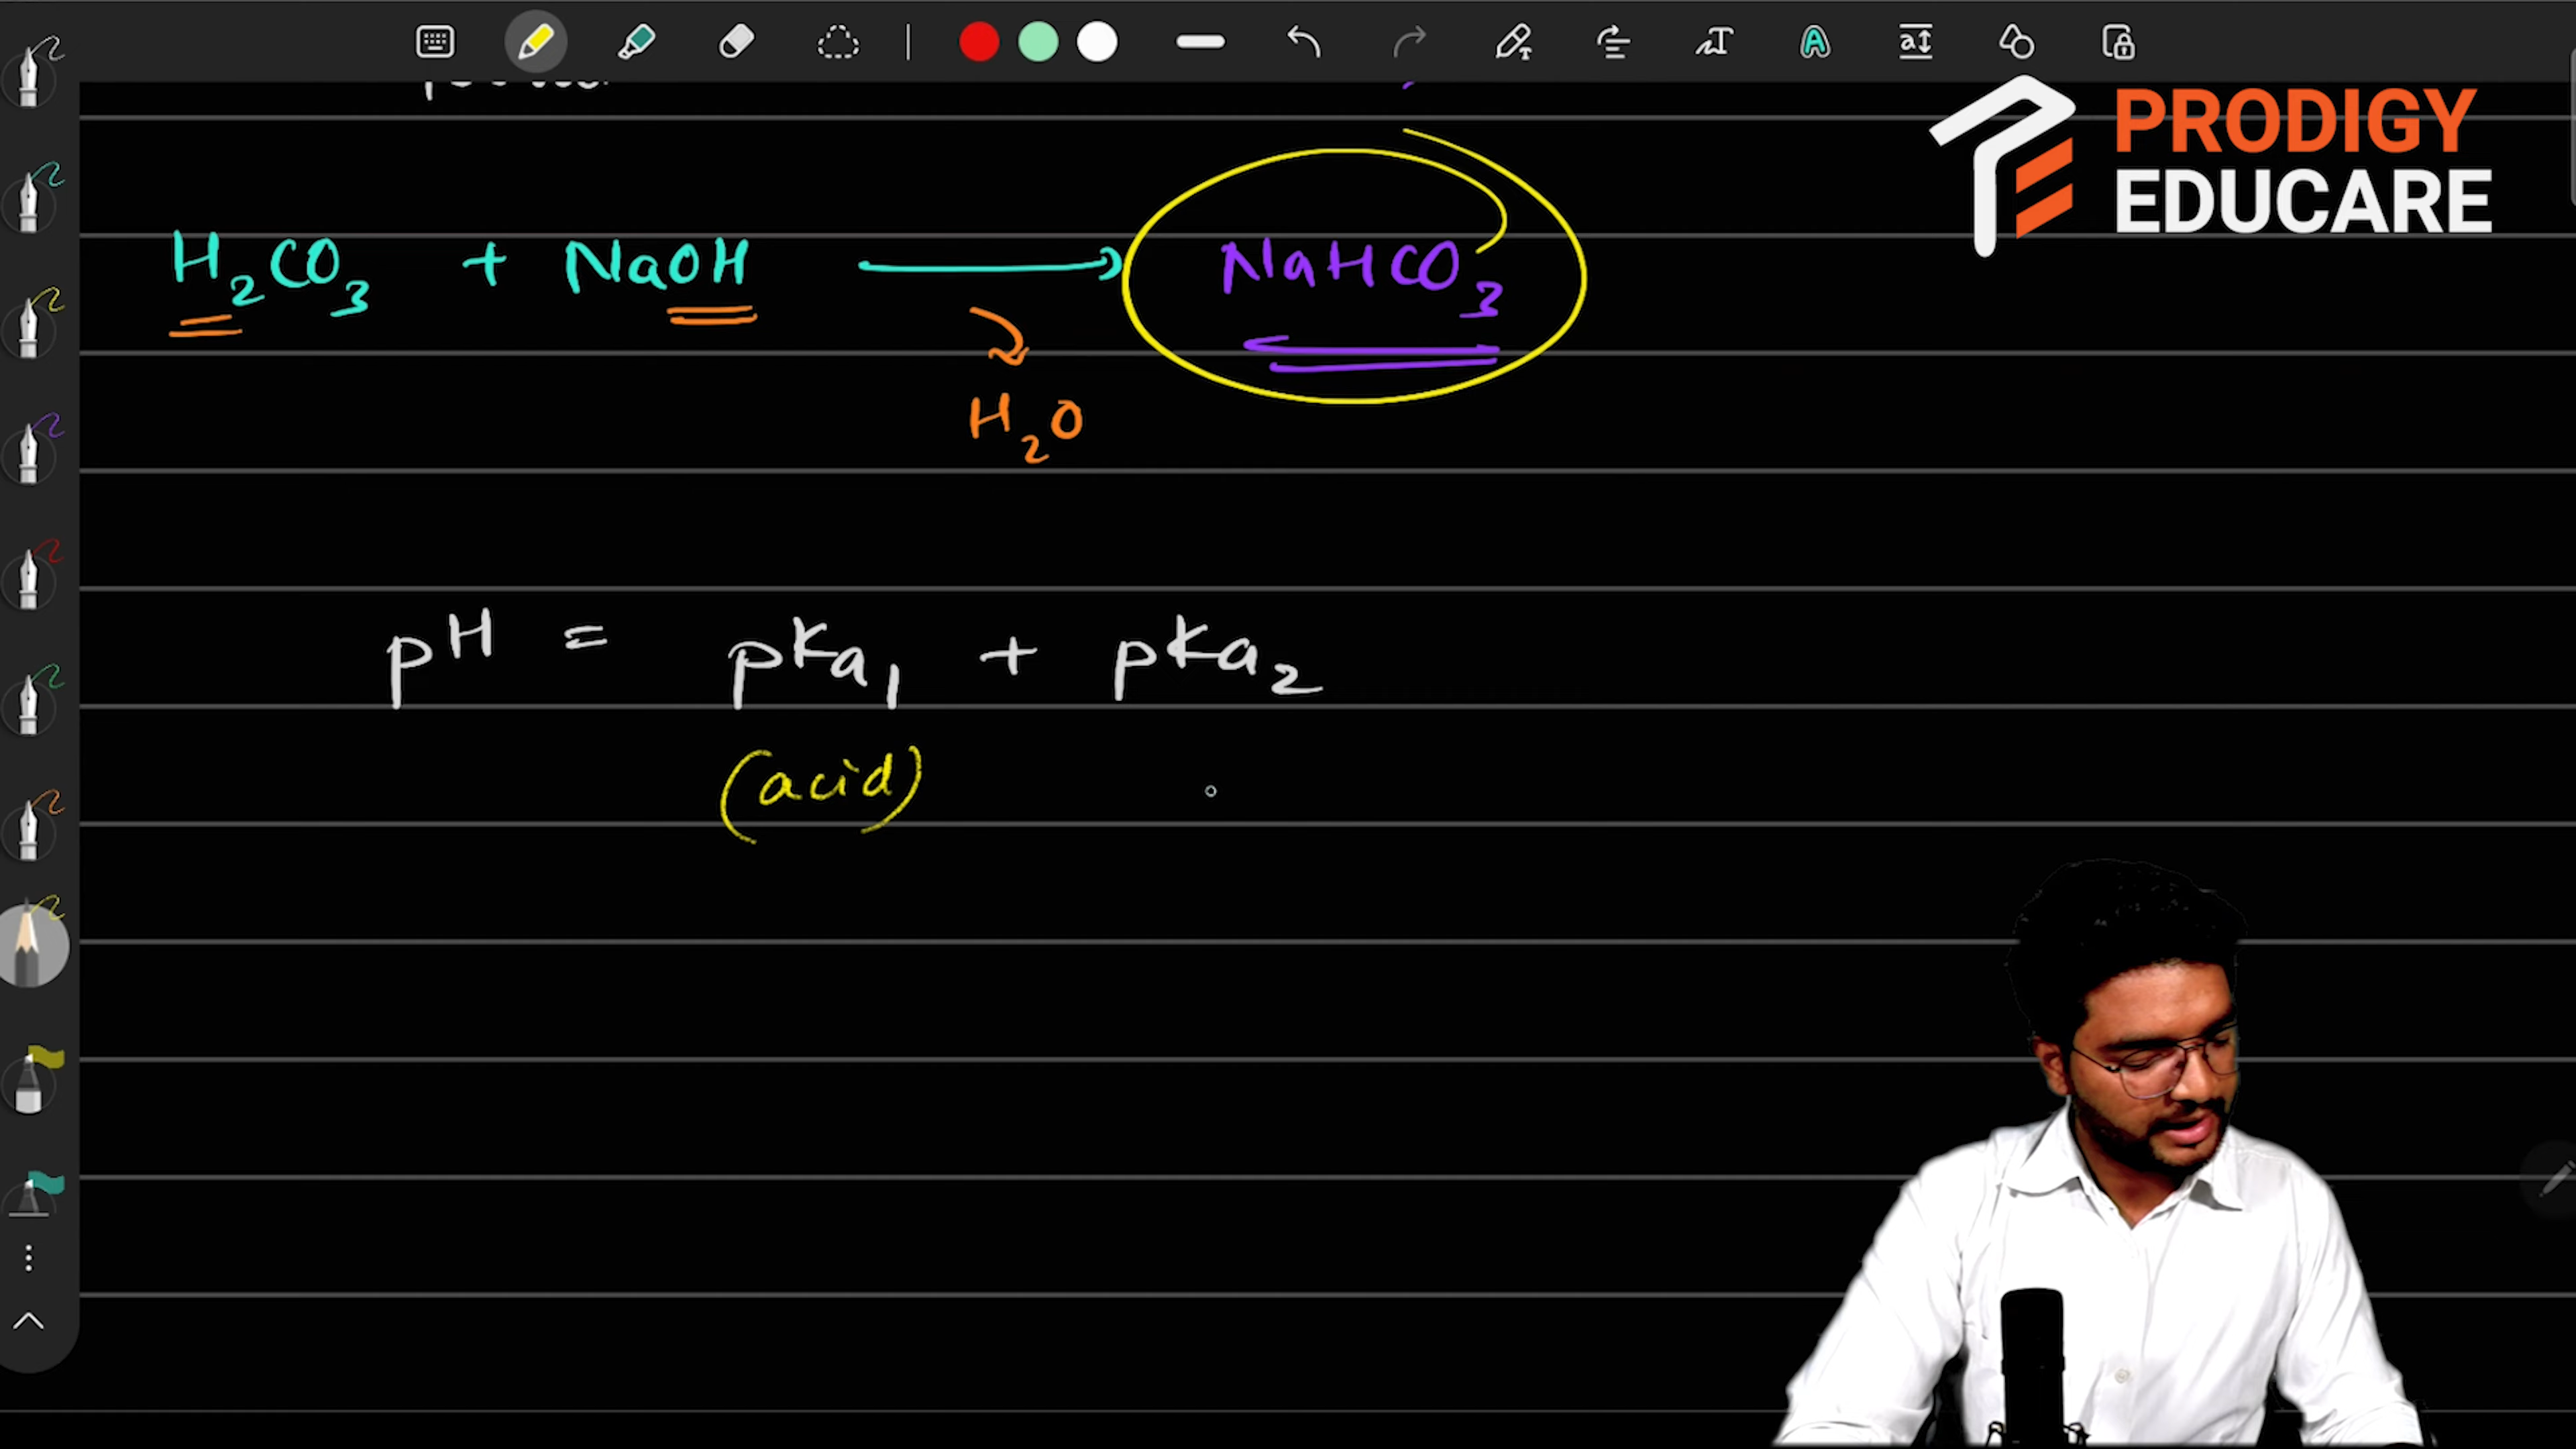 PRODIGY
EDUCARE
H₂CO₃ + NaOH → NaHCO₃
H₂O
pH = pKa₁ + pKa₂
(acid)